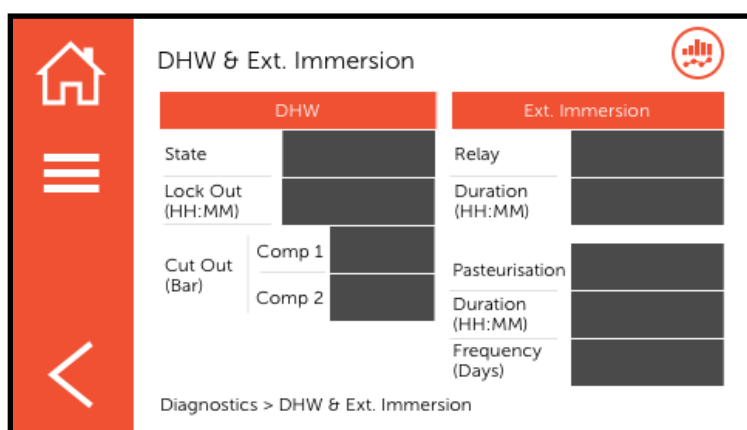 DHW & Ext. Immersion
DHW
Ext. Immersion
State
Relay
Lock Out
(HH:MM)
Duration
(HH:MM)
Cut Out
(Bar)
Comp 1
Comp 2
Pasteurisation
Duration
(HH:MM)
Frequency
(Days)
Diagnostics > DHW & Ext. Immersion